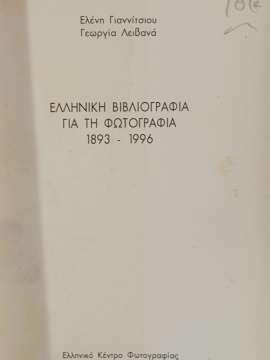 Ελένη Γιαννίτσιου
Γεωργία Λειβανά
ΕΛΛΗΝΙΚΗ ΒΙΒΛΙΟΓΡΑΦΙΑ
ΓΙΑ ΤΗ ΦΩΤΟΓΡΑΦΙΑ
1893 - 1996
Ελληνικό Κέντρο Φωτογραφίας